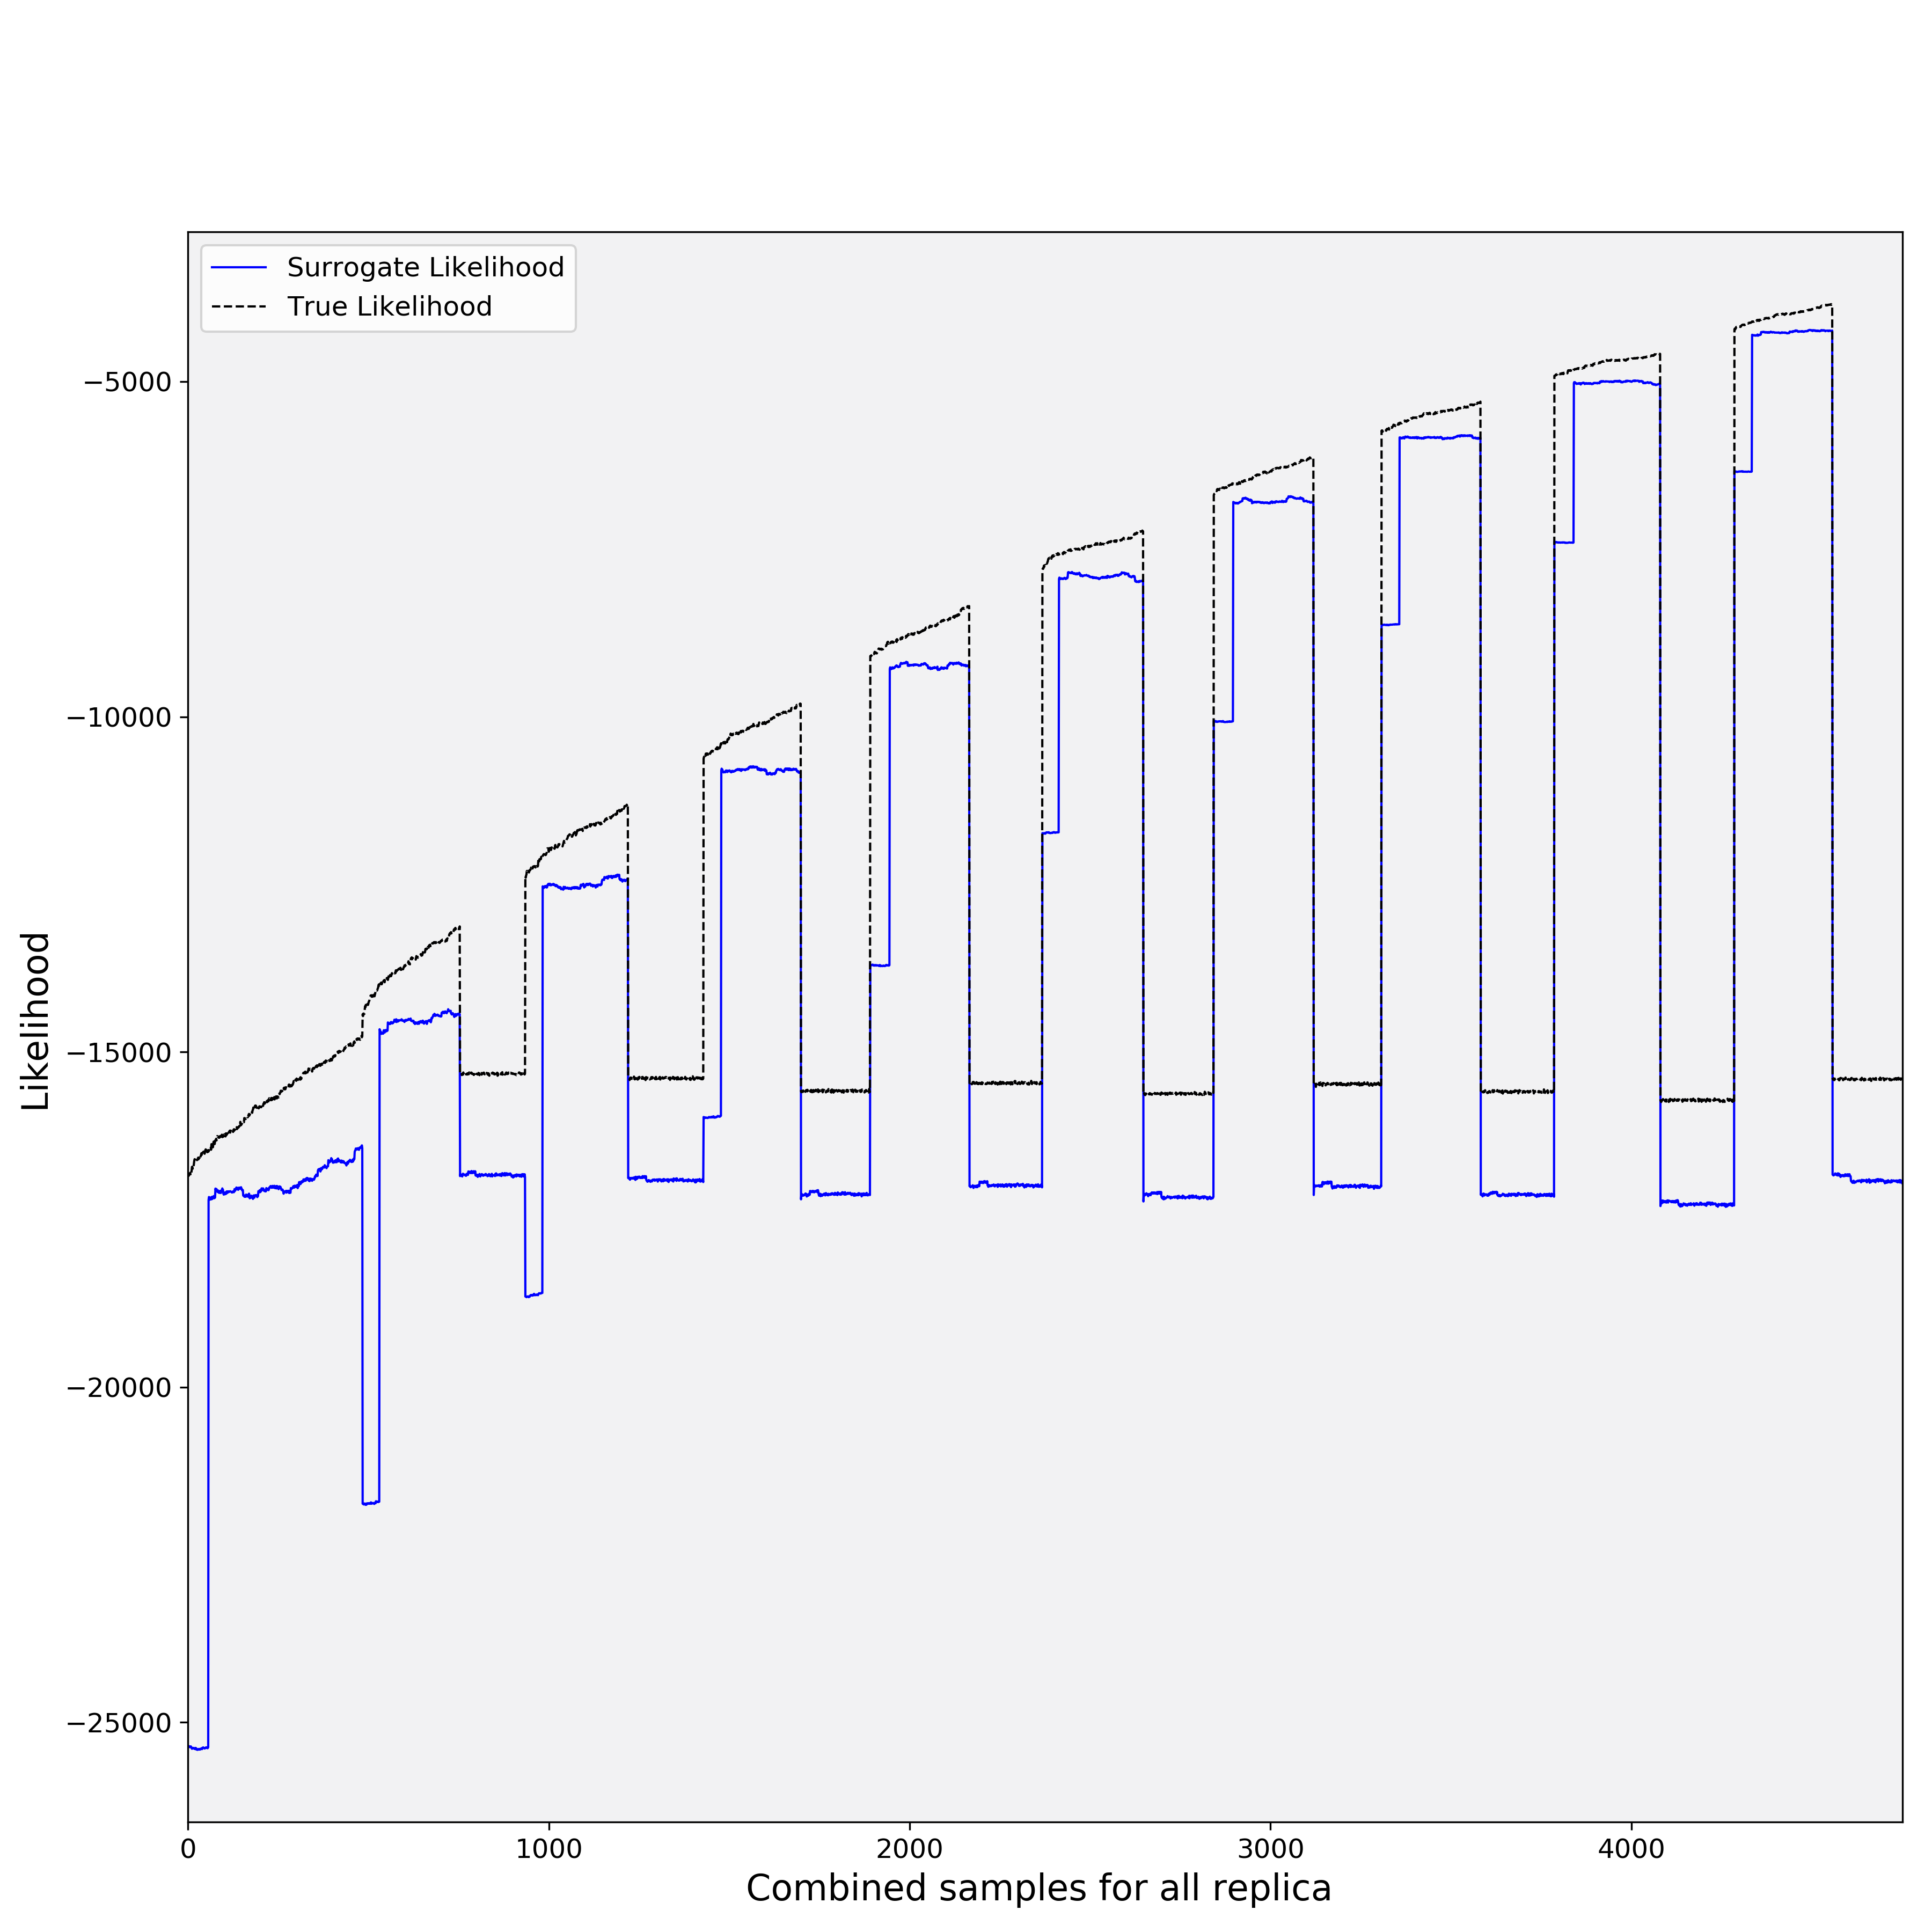 Surrogate Likelihood
True Likelihood
−5000
−10000
−15000
−20000
−25000
Likelihood
0 1000 2000 3000 4000
Combined samples for all replica